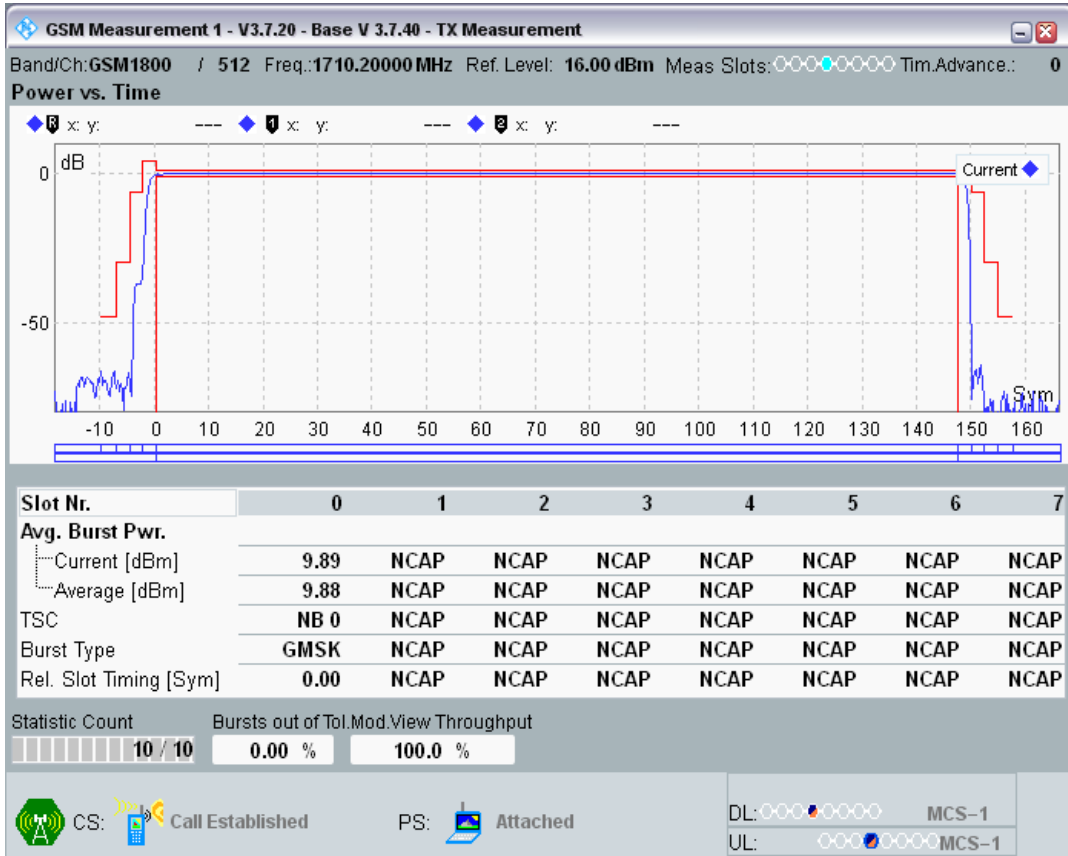 GSM Measurement 1 - V3.7.20 - Base V 3.7.40 - TX Measurement
Band/Ch:GSM1800 / 512 Freq.:1710.20000 MHz Ref. Level: 16.00 dBm Meas Slots: Tim.Advance.: 0
Power vs. Time
R x: y: --- 1 x: y: --- 2 x: y: ---
dB
0
Current
-50
Sym
-10 0 10 20 30 40 50 60 70 80 90 100 110 120 130 140 150 160
Slot Nr. 0 1 2 3 4 5 6 7
Avg. Burst Pwr.
Current [dBm] 9.89 NCAP NCAP NCAP NCAP NCAP NCAP NCAP
Average [dBm] 9.88 NCAP NCAP NCAP NCAP NCAP NCAP NCAP
TSC NB 0 NCAP NCAP NCAP NCAP NCAP NCAP NCAP
Burst Type GMSK NCAP NCAP NCAP NCAP NCAP NCAP NCAP
Rel. Slot Timing [Sym] 0.00 NCAP NCAP NCAP NCAP NCAP NCAP NCAP
Statistic Count Bursts out of Tol. Mod.View Throughput
10 / 10 0.00 % 100.0 %
CS: Call Established PS: Attached
DL: MCS-1
UL: MCS-1